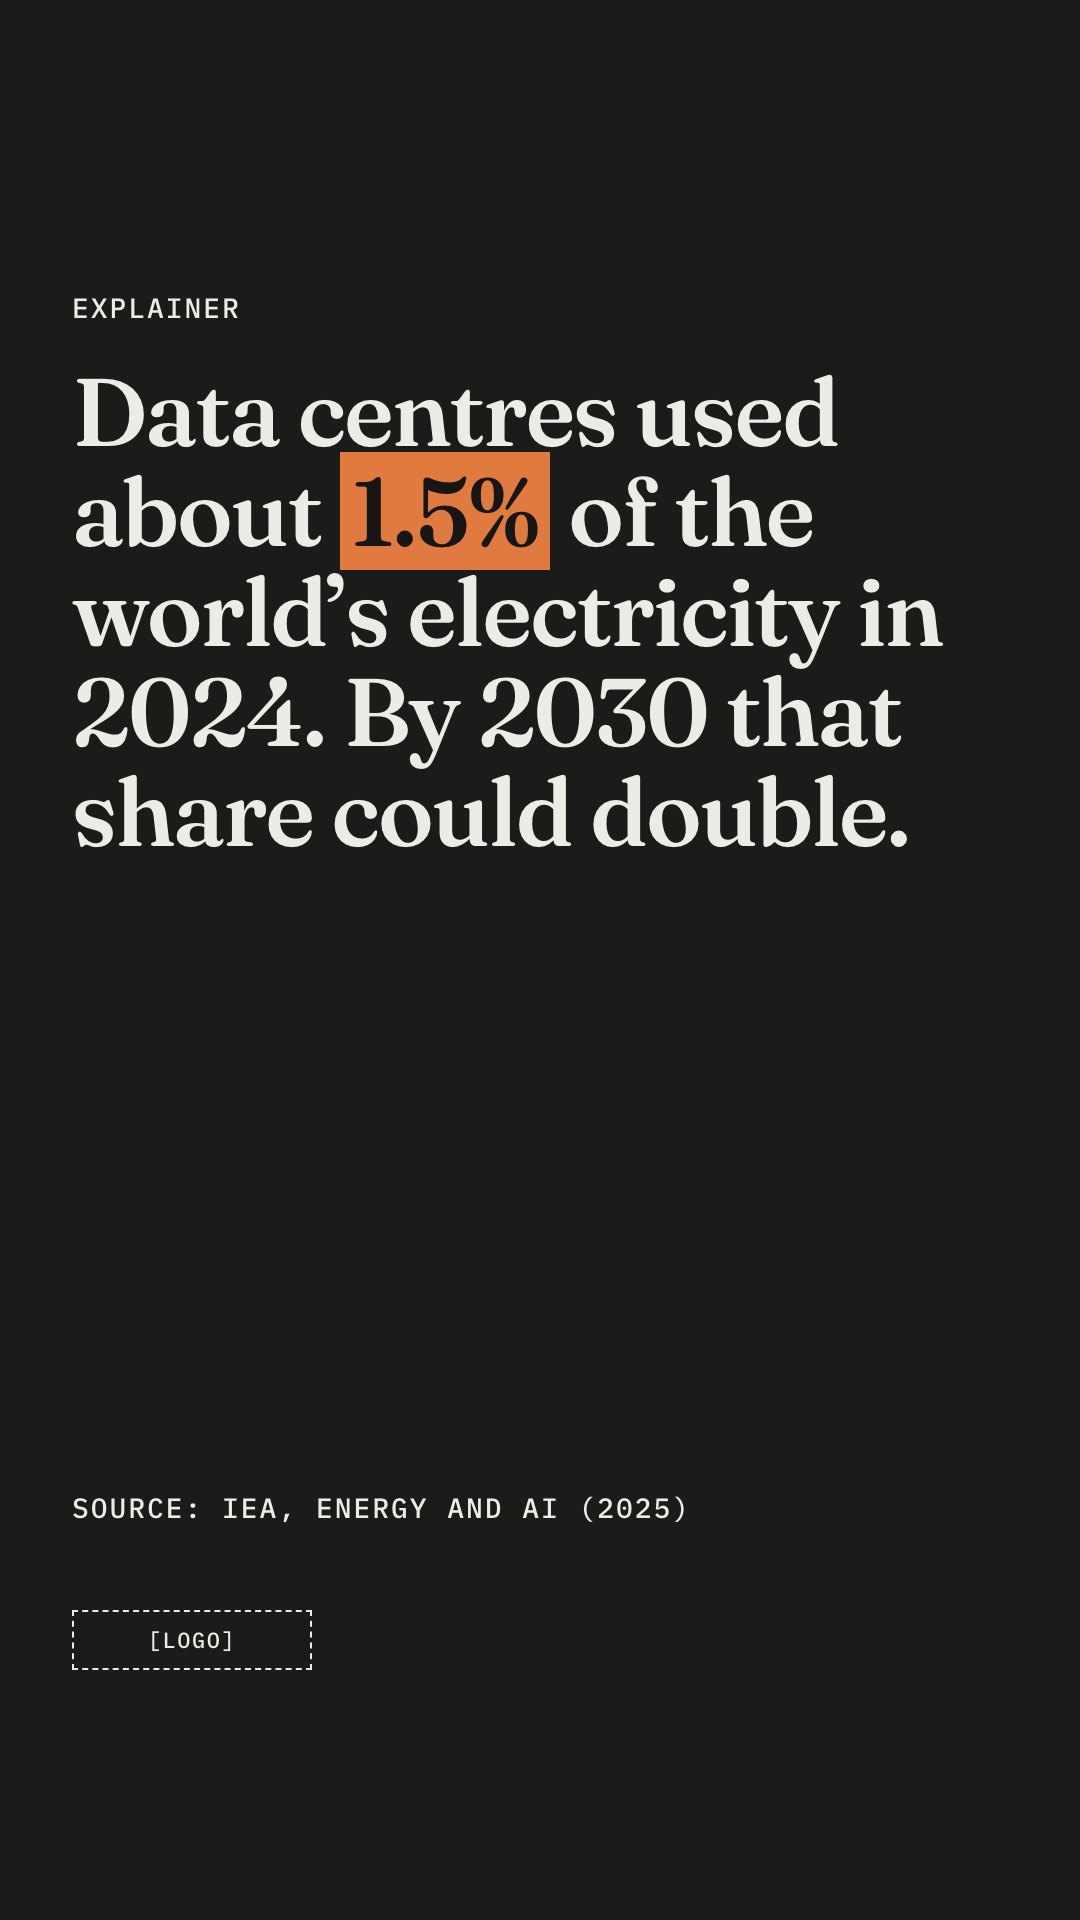 EXPLAINER
Data centres used
about 1.5% of the
world’s electricity in
2024. By 2030 that
share could double.
SOURCE: IEA, ENERGY AND AI (2025)
[LOGO]